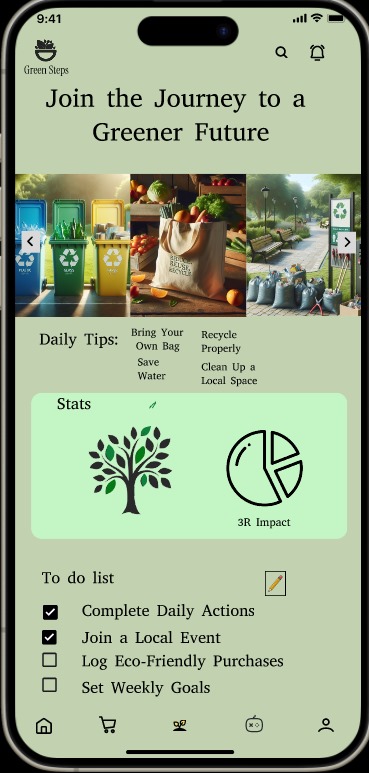 9:41
Green Steps
Join the Journey to a
Greener Future
Daily Tips:
Bring Your
Own Bag
Save
Water
Recycle
Properly
Clean Up a
Local Space
Stats
3R Impact
To do list
Complete Daily Actions
Join a Local Event
Log Eco-Friendly Purchases
Set Weekly Goals